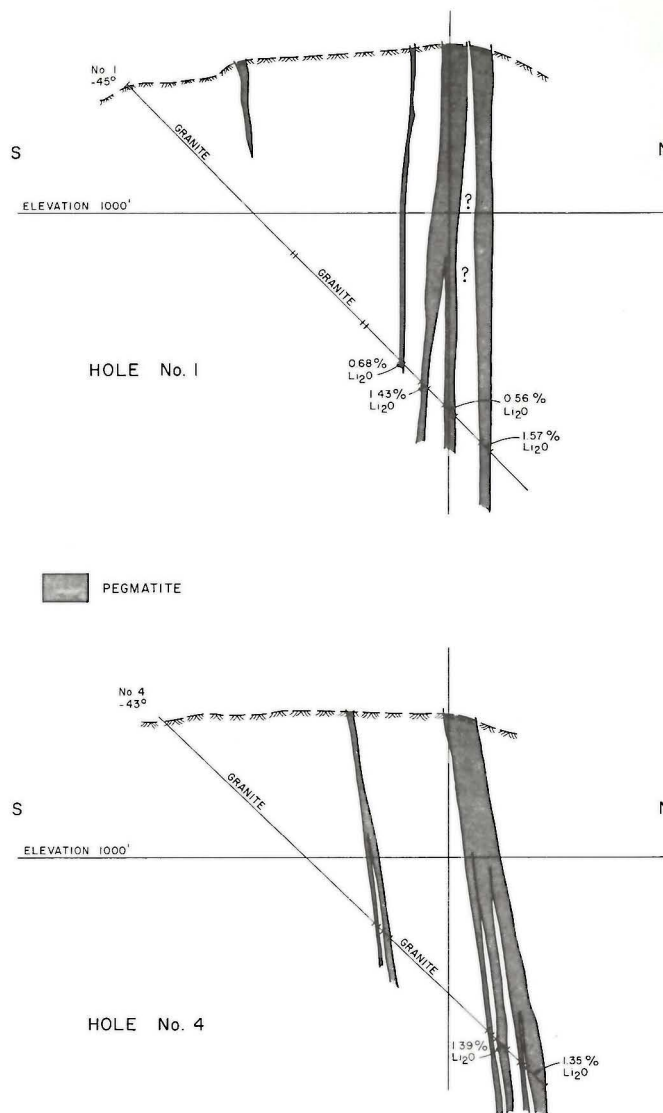 No 1
-45°
GRANITE
S
N
ELEVATION 1000'
?
?
GRANITE
HOLE No. 1
0.68%
Li2O
1.43%
Li2O
0.56%
Li2O
1.57%
Li2O
PEGMATITE
No 4
-43°
GRANITE
S
N
ELEVATION 1000'
GRANITE
HOLE No. 4
1.39%
Li2O
1.35%
Li2O